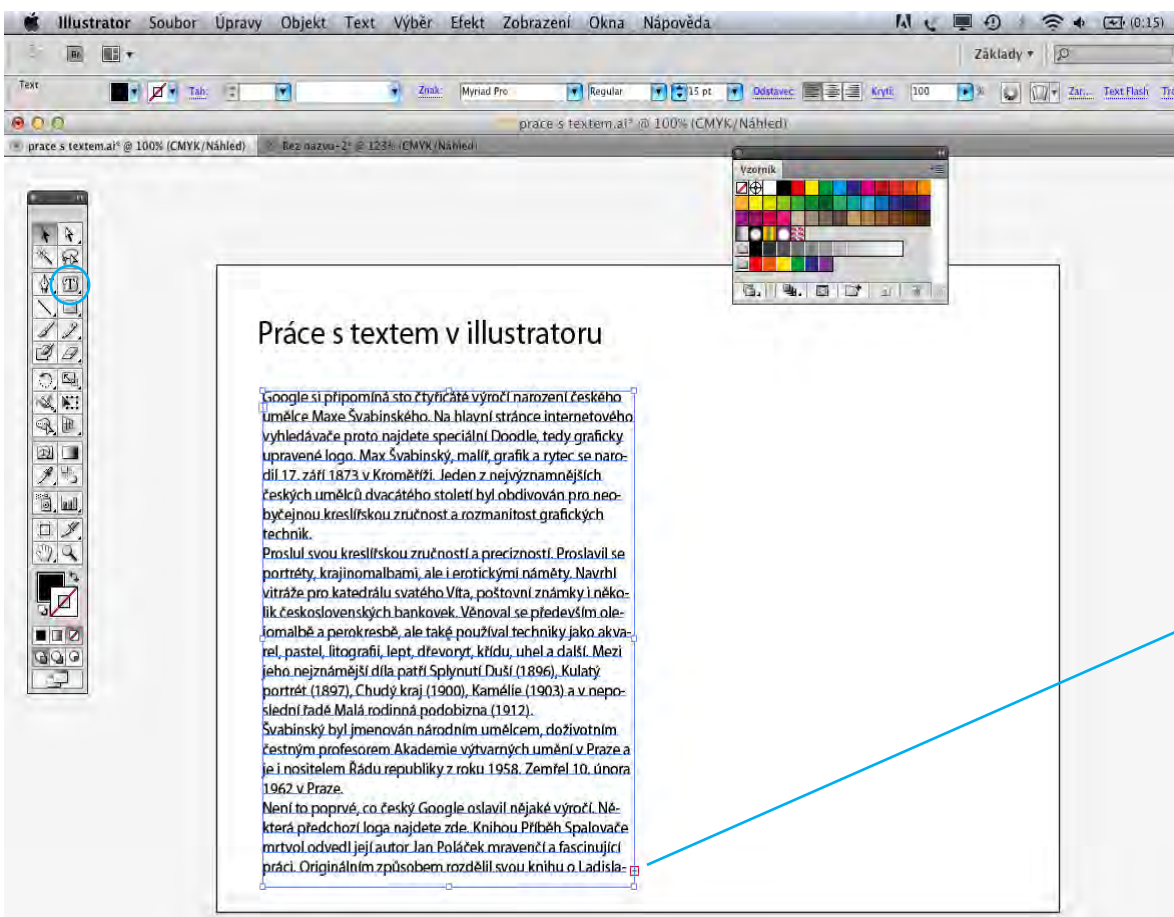 Illustrator Soubor Úpravy Objekt Text Výběr Efekt Zobrazení Okna Nápověda (0:15)
Br Základy
Text Tah: Znak: Myriad Pro Regular 15 pt Odstavec: Krytí: 100 % Zar... Text Flash
prace s textem.ai* @ 100% (CMYK/Náhled)
prace s textem.ai* @ 100% (CMYK/Náhled) Bez názvu-2* @ 123% (CMYK/Náhled)
Vzorník
Práce s textem v illustratoru
Google si připomíná sto čtyřicáté výročí narození českého
umělce Maxe Švabinského. Na hlavní stránce internetového
vyhledávače proto najdete speciální Doodle, tedy graficky
upravené logo. Max Švabinský, malíř, grafik a rytec se naro-
dil 17. září 1873 v Kroměříži. Jeden z nejvýznamnějších
českých umělců dvacátého století byl obdivován pro neo-
byčejnou kreslířskou zručnost a rozmanitost grafických
technik.
Proslul svou kreslířskou zručností a precizností. Proslavil se
portréty, krajinomalbami, ale i erotickými náměty. Navrhl
vitráže pro katedrálu svatého Víta, poštovní známky i něko-
lik československých bankovek. Věnoval se především ole-
jomalbě a perokresbě, ale také používal techniky jako akva-
rel, pastel, litografii, lept, dřevoryt, křídu, uhel a další. Mezi
jeho nejznámější díla patří Splynutí Duší (1896), Kulatý
portrét (1897), Chudý kraj (1900), Kamélie (1903) a v nepo-
slední řadě Malá rodinná podobizna (1912).
Švabinský byl jmenován národním umělcem, doživotním
čestným profesorem Akademie výtvarných umění v Praze a
je i nositelem Řádu republiky z roku 1958. Zemřel 10. února
1962 v Praze.
Není to poprvé, co český Google oslavil nějaké výročí. Ně-
která předchozí loga najdete zde. Knihou Příběh Spalovače
mrtvol odvedl její autor Jan Poláček mravenčí a fascinující
práci. Originálním způsobem rozdělil svou knihu o Ladisla-